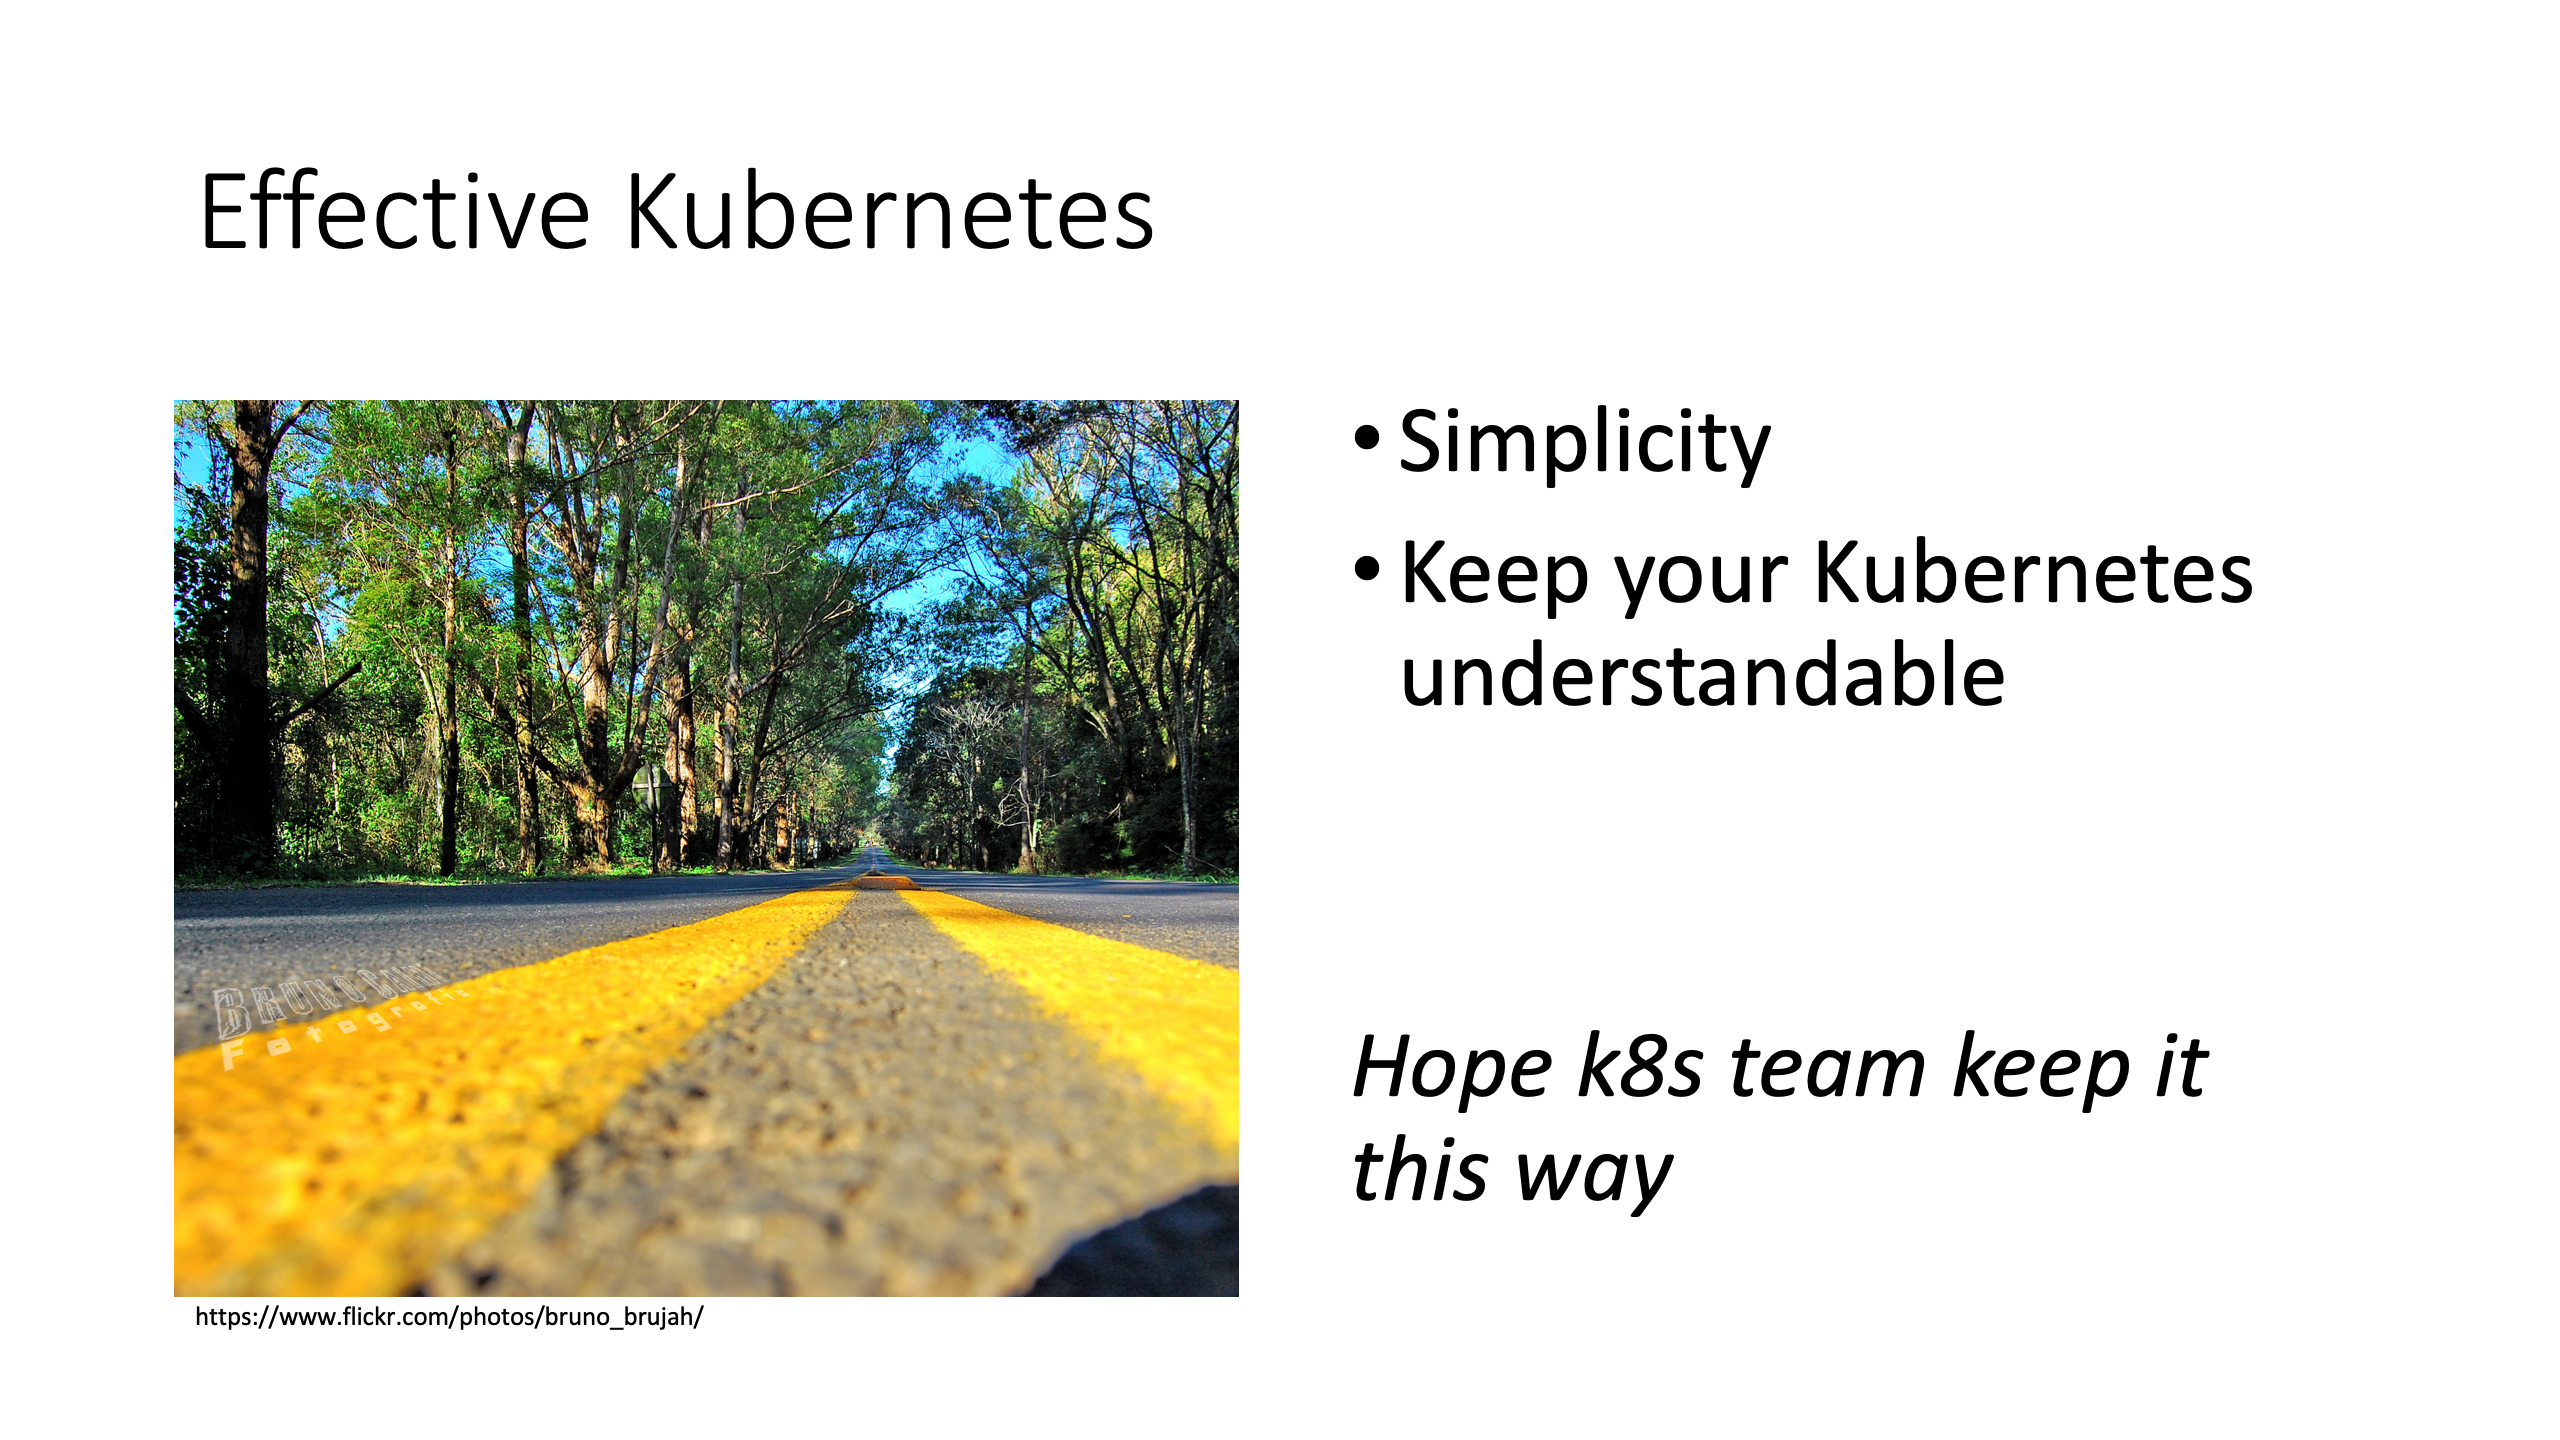 Effective Kubernetes
• Simplicity
• Keep your Kubernetes
understandable
Hope k8s team keep it
this way
Fotografia
https://www.flickr.com/photos/bruno_brujah/